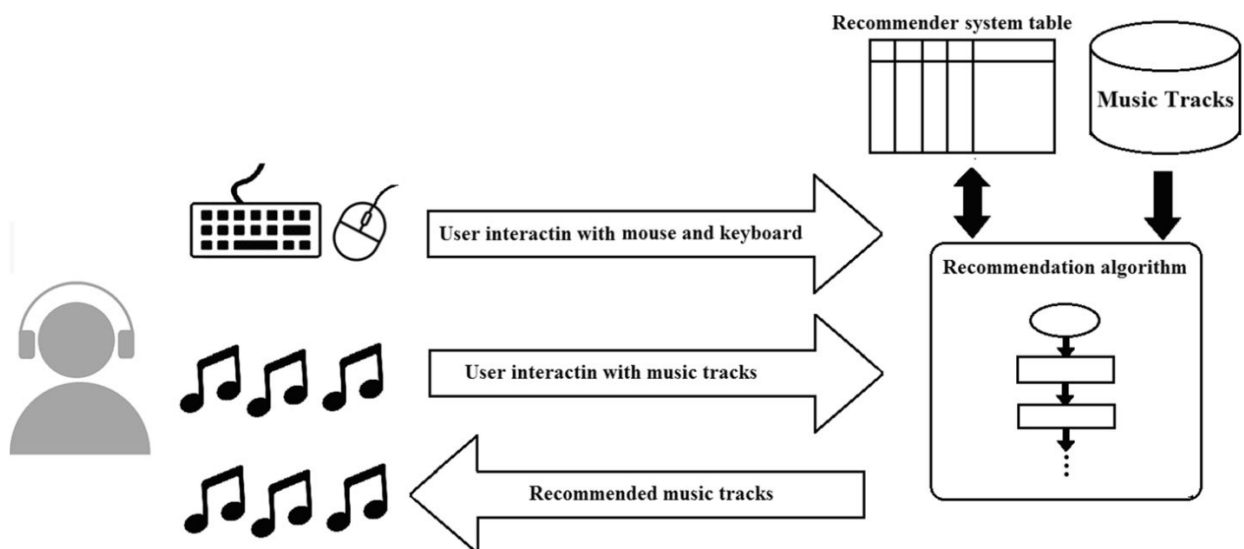 Recommender system table
Music Tracks
User interactin with mouse and keyboard
Recommendation algorithm
User interactin with music tracks
Recommended music tracks